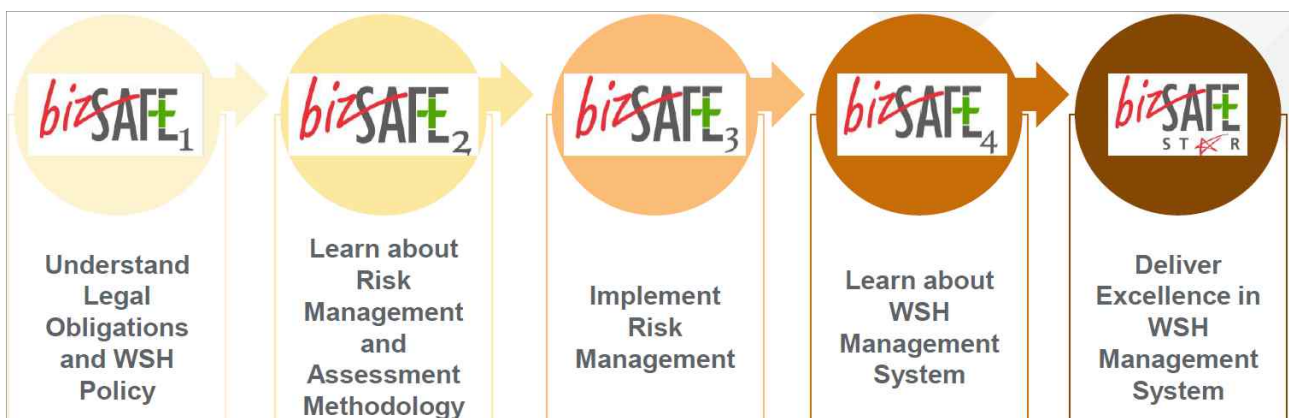 bizSAFE1
Understand
Legal
Obligations
and WSH
Policy
bizSAFE2
Learn about
Risk
Management
and
Assessment
Methodology
bizSAFE3
Implement
Risk
Management
bizSAFE4
Learn about
WSH
Management
System
bizSAFE
STAR
Deliver
Excellence in
WSH
Management
System